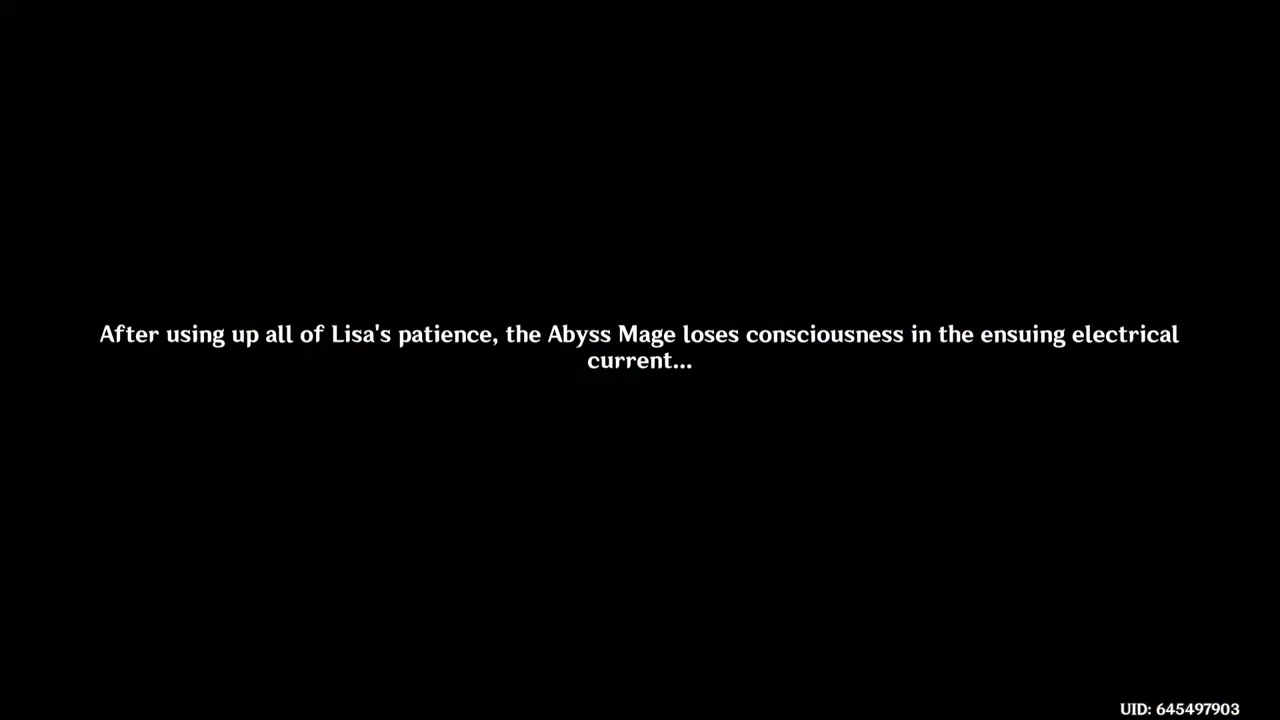 After using up all of Lisa's patience, the Abyss Mage loses consciousness in the ensuing electrical
current...
UID: 645497903